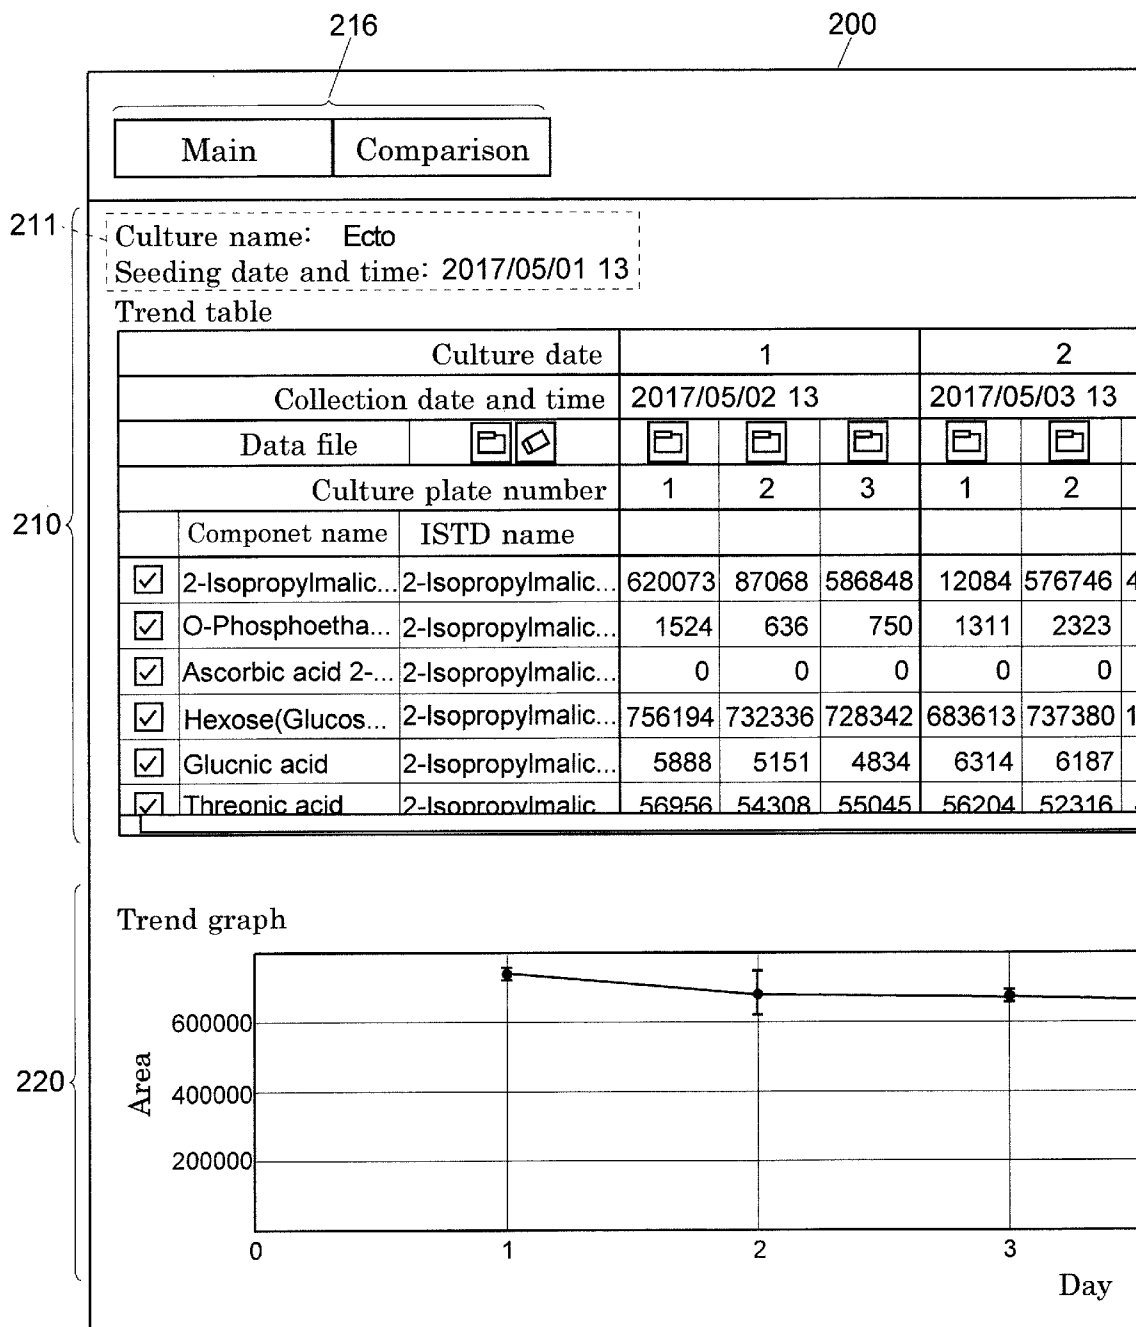 216
200
Main Comparison
211
Culture name: Ecto
Seeding date and time: 2017/05/01 13
Trend table
Culture date 1 2
Collection date and time 2017/05/02 13 2017/05/03 13
Data file
Culture plate number 1 2 3 1 2
210
Componet name ISTD name
2-Isopropylmalic... 2-Isopropylmalic... 620073 87068 586848 12084 576746 4
O-Phosphoetha... 2-Isopropylmalic... 1524 636 750 1311 2323
Ascorbic acid 2-... 2-Isopropylmalic... 0 0 0 0 0
Hexose(Glucos... 2-Isopropylmalic... 756194 732336 728342 683613 737380 1
Glucnic acid 2-Isopropylmalic... 5888 5151 4834 6314 6187
Threonic acid 2-Isopropylmalic 56956 54308 55045 56204 52316
Trend graph
220
Area
600000
400000
200000
0 1 2 3
Day